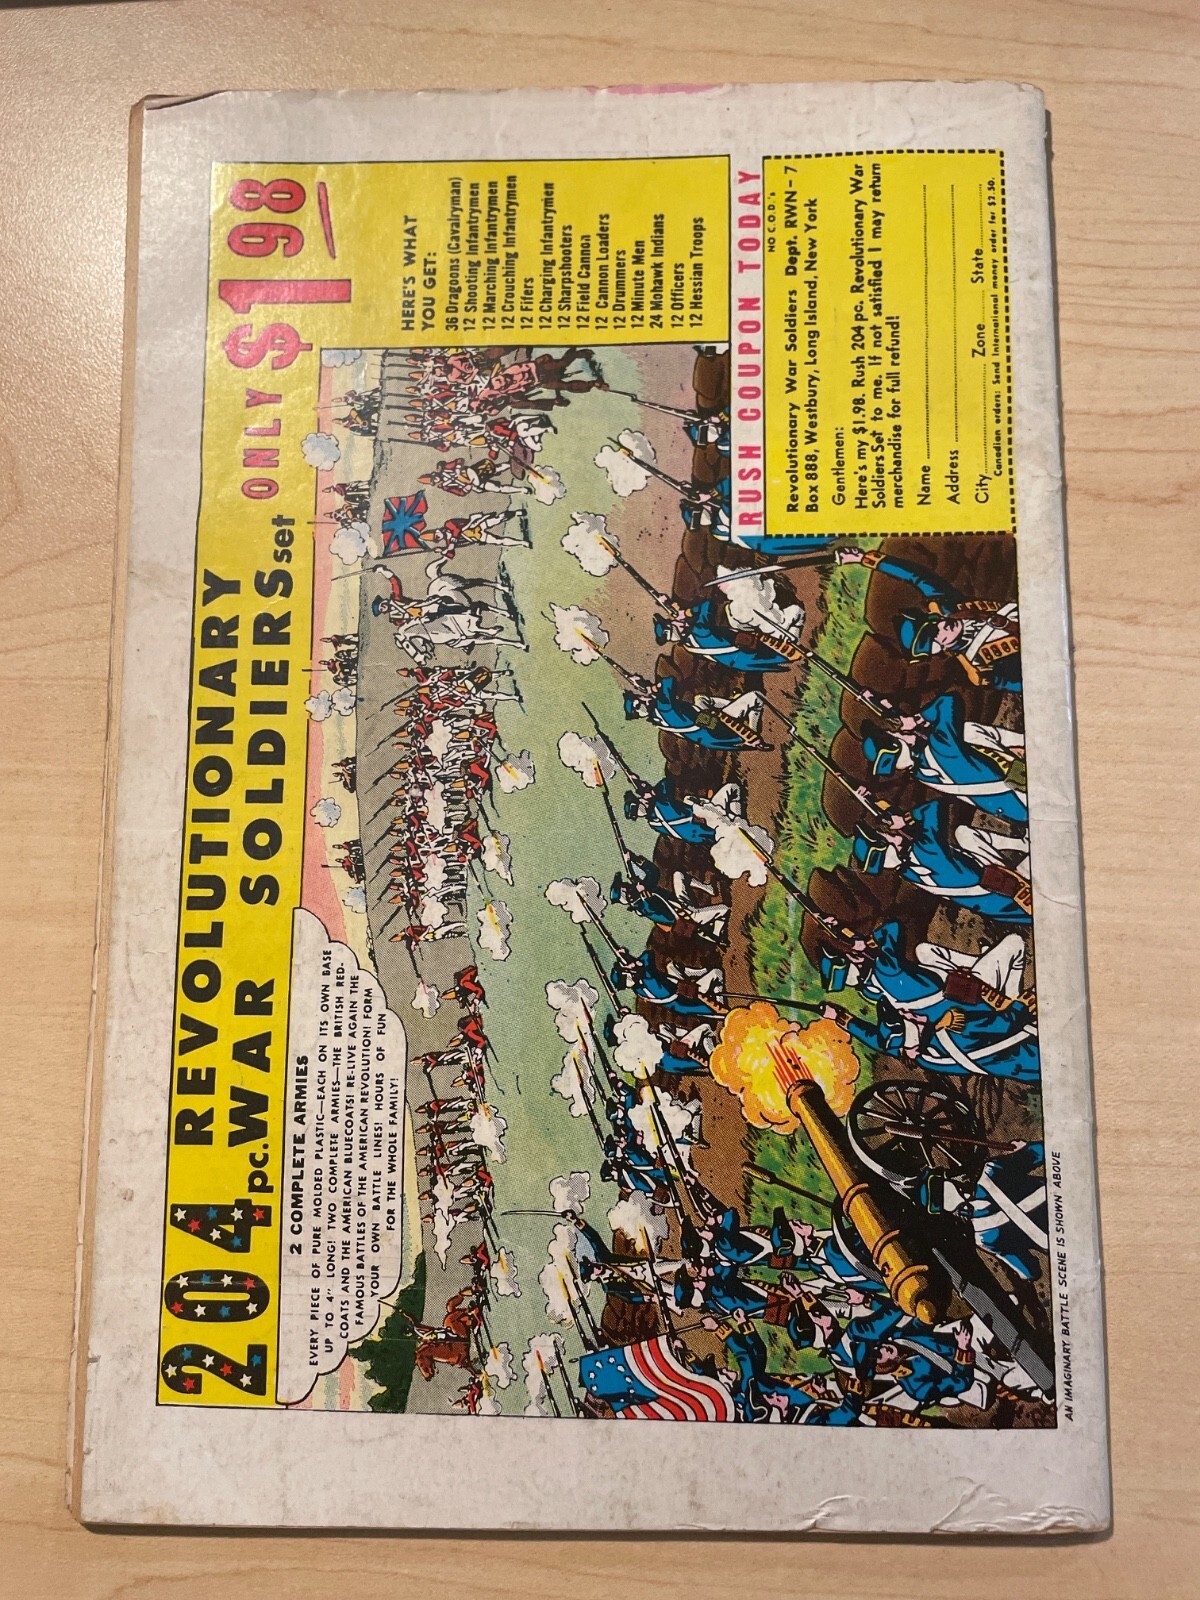 204 REVOLUTIONARY
pc. WAR SOLDIERS set ONLY $1.98
2 COMPLETE ARMIES
EVERY PIECE OF PURE MOLDED PLASTIC—EACH ON ITS OWN BASE
UP TO 4" LONG! TWO COMPLETE ARMIES—THE BRITISH RED-
COATS AND THE AMERICAN BLUECOATS! RE-LIVE AGAIN THE
FAMOUS BATTLES OF THE AMERICAN REVOLUTION! FORM
YOUR OWN BATTLE LINES! HOURS OF FUN
FOR THE WHOLE FAMILY!
HERE'S WHAT
YOU GET:
36 Dragons (Cavalryman)
12 Shooting Infantrymen
12 Marching Infantrymen
12 Crouching Infantrymen
12 Fifers
12 Charging Infantrymen
12 Sharpshooters
12 Field Cannon
12 Cannon Loaders
12 Drummers
12 Minute Men
24 Mohawk Indians
12 Officers
12 Hessian Troops
RUSH COUPON TODAY
NO C.O.D.'s
Revolutionary War Soldiers Dept. RWN-7
Box 888, Westbury, Long Island, New York
Gentlemen:
Here's my $1.98. Rush 204 pc. Revolutionary War
Soldiers Set to me. If not satisfied I may return
merchandise for full refund!
Name
Address
City Zone State
Canadian orders: Send International money order for $2.50.
AN IMAGINARY BATTLE SCENE IS SHOWN ABOVE